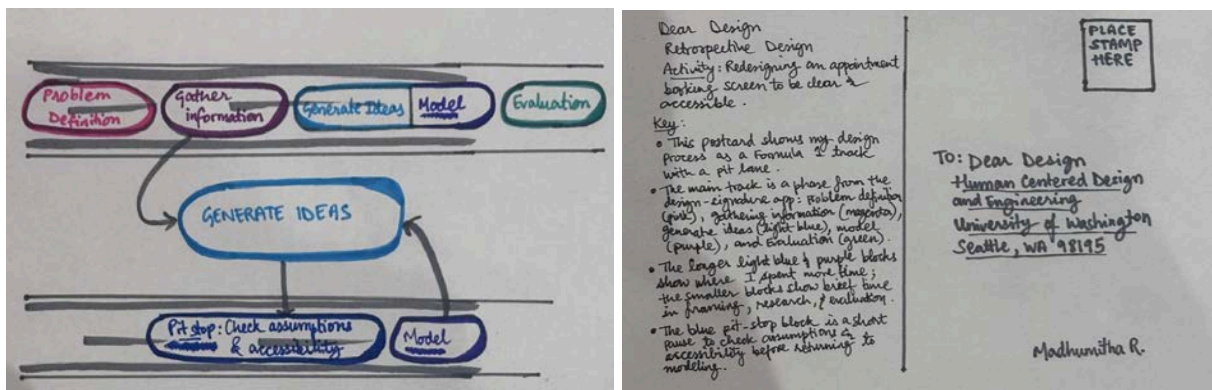 Problem Definition
Gather information
Generate Ideas
Model
Evaluation
GENERATE IDEAS
Pit stop: Check assumptions
& accessibility
Model
Dear Design
Retrospective Design
Activity: Redesigning an appointment
booking screen to be clear &
accessible.
Key:
• This postcard shows my design
process as a Formula 1 track
with a pit lane.
• The main track is a phase from the
design-signature app: Problem definition
(pink), gathering information (magenta),
generate ideas (light blue), model
(purple), and Evaluation (green).
• The longer light blue & purple blocks
show where I spent more time;
the smaller blocks show brief time
in framing, research, & evaluation.
• The blue pit-stop block is a short
pause to check assumptions &
accessibility before returning to
modeling.
PLACE
STAMP
HERE
TO: Dear Design
Human Centered Design
and Engineering
University of Washington
Seattle, WA 98195
Madhumitha R.